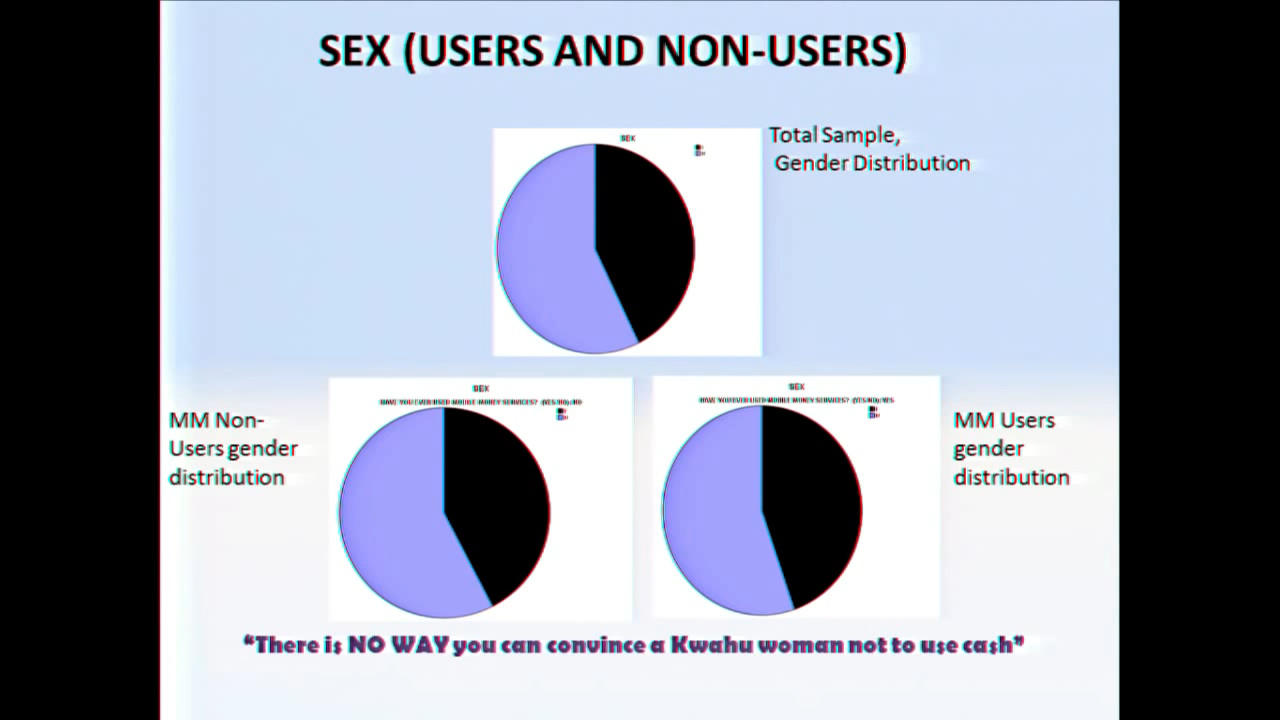 SEX (USERS AND NON-USERS)
Total Sample,
Gender Distribution
SEX
SEX
HAVE YOU EVER USED MOBILE MONEY SERVICES? (YES/NO): NO
SEX
HAVE YOU EVER USED MOBILE MONEY SERVICES? (YES/NO): YES
MM Non-
Users gender
distribution
MM Users
gender
distribution
“There is NO WAY you can convince a Kwahu woman not to use cash”